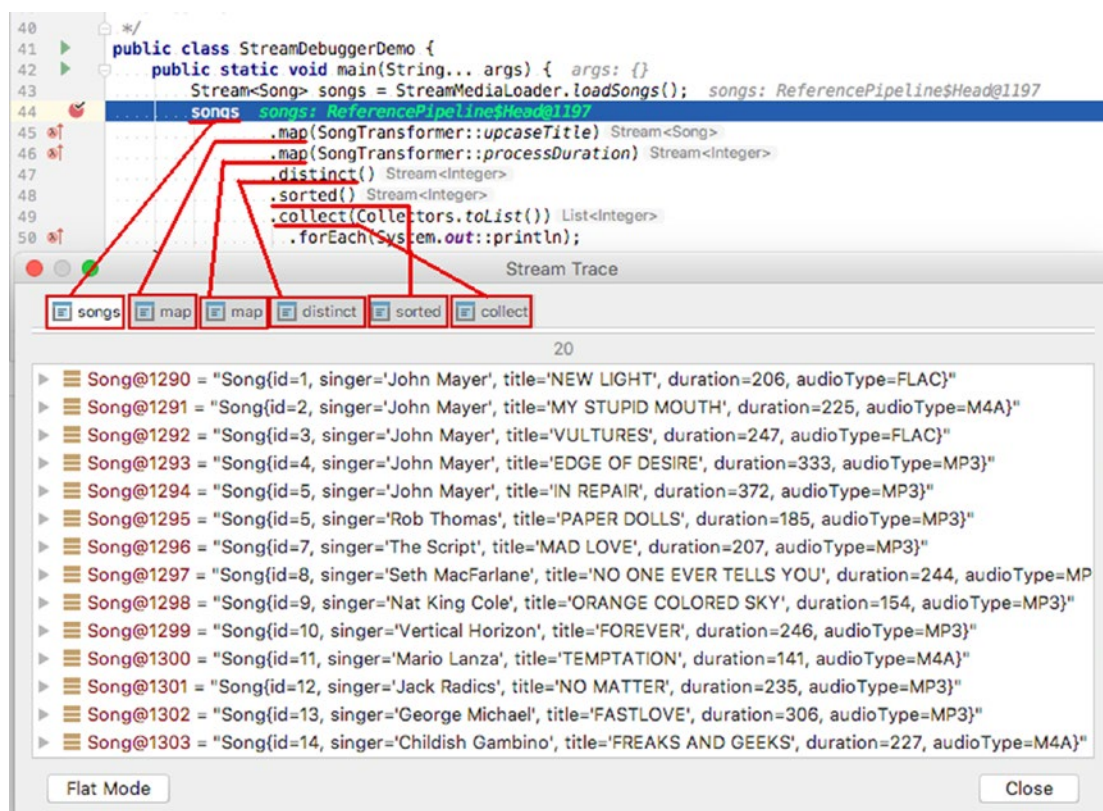 40 */
41 public class StreamDebuggerDemo {
42 public static void main(String... args) { args: {}
43 Stream<Song> songs = StreamMediaLoader.loadSongs(); songs: ReferencePipeline$Head@1197
44 songs songs: ReferencePipeline$Head@1197
45 .map(SongTransformer::upcaseTitle) Stream<Song>
46 .map(SongTransformer::processDuration) Stream<Integer>
47 .distinct() Stream<Integer>
48 .sorted() Stream<Integer>
49 .collect(Collectors.toList()) List<Integer>
50 .forEach(System.out::println);
Stream Trace
songs map map distinct sorted collect
20
Song@1290 = "Song{id=1, singer='John Mayer', title='NEW LIGHT', duration=206, audioType=FLAC}"
Song@1291 = "Song{id=2, singer='John Mayer', title='MY STUPID MOUTH', duration=225, audioType=M4A}"
Song@1292 = "Song{id=3, singer='John Mayer', title='VULTURES', duration=247, audioType=FLAC}"
Song@1293 = "Song{id=4, singer='John Mayer', title='EDGE OF DESIRE', duration=333, audioType=MP3}"
Song@1294 = "Song{id=5, singer='John Mayer', title='IN REPAIR', duration=372, audioType=MP3}"
Song@1295 = "Song{id=5, singer='Rob Thomas', title='PAPER DOLLS', duration=185, audioType=MP3}"
Song@1296 = "Song{id=7, singer='The Script', title='MAD LOVE', duration=207, audioType=MP3}"
Song@1297 = "Song{id=8, singer='Seth MacFarlane', title='NO ONE EVER TELLS YOU', duration=244, audioType=MP
Song@1298 = "Song{id=9, singer='Nat King Cole', title='ORANGE COLORED SKY', duration=154, audioType=MP3}"
Song@1299 = "Song{id=10, singer='Vertical Horizon', title='FOREVER', duration=246, audioType=MP3}"
Song@1300 = "Song{id=11, singer='Mario Lanza', title='TEMPTATION', duration=141, audioType=M4A}"
Song@1301 = "Song{id=12, singer='Jack Radics', title='NO MATTER', duration=235, audioType=MP3}"
Song@1302 = "Song{id=13, singer='George Michael', title='FASTLOVE', duration=306, audioType=MP3}"
Song@1303 = "Song{id=14, singer='Childish Gambino', title='FREAKS AND GEEKS', duration=227, audioType=M4A}"
Flat Mode Close